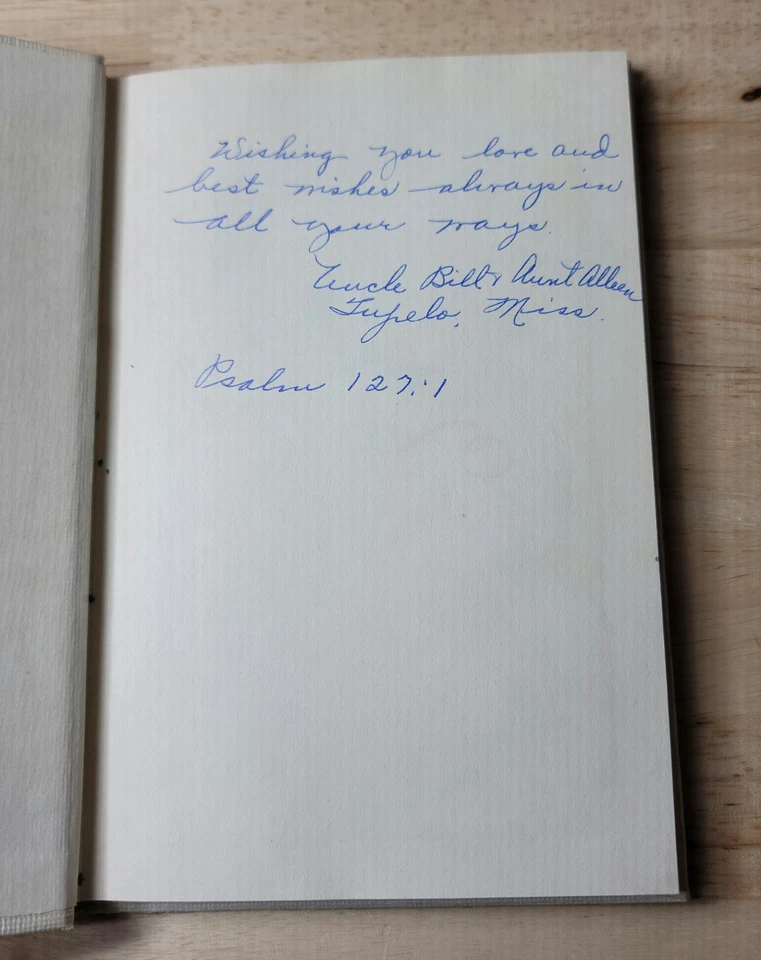 Wishing you love and
best wishes always in
all your ways.
Uncle Bill & Aunt Alleen
Tupelo, Miss.
Psalm 127:1